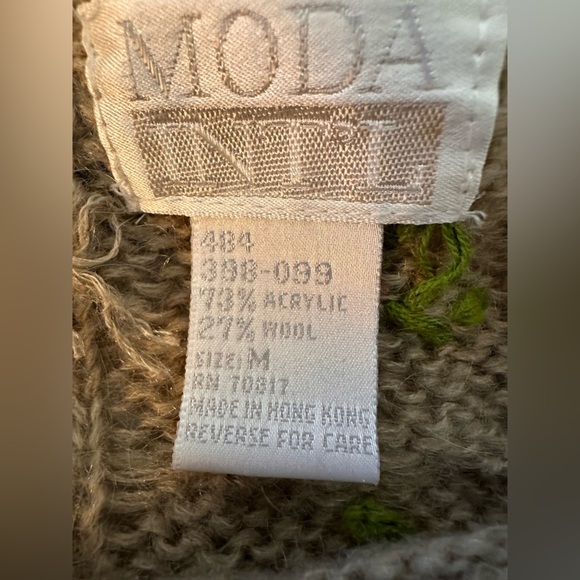 MODA
INT'L
484
398-099
73% ACRYLIC
27% WOOL
SIZE: M
RN 70817
MADE IN HONG KONG
REVERSE FOR CARE